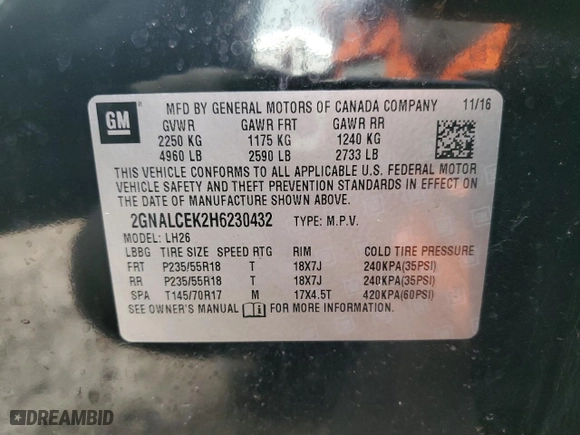 GM
MFD BY GENERAL MOTORS OF CANADA COMPANY 11/16
GVWR GAWR FRT GAWR RR
2250 KG 1175 KG 1240 KG
4960 LB 2590 LB 2733 LB
THIS VEHICLE CONFORMS TO ALL APPLICABLE U.S. FEDERAL MOTOR
VEHICLE SAFETY AND THEFT PREVENTION STANDARDS IN EFFECT ON
THE DATE OF MANUFACTURE SHOWN ABOVE.
2GNALCEK2H6230432 TYPE: M.P.V.
MODEL: LH26
LBBG TIRE SIZE SPEED RTG RIM COLD TIRE PRESSURE
FRT P235/55R18 T 18X7J 240KPA(35PSI)
RR P235/55R18 T 18X7J 240KPA(35PSI)
SPA T145/70R17 M 17X4.5T 420KPA(60PSI)
SEE OWNER'S MANUAL FOR MORE INFORMATION.
DREAMBID